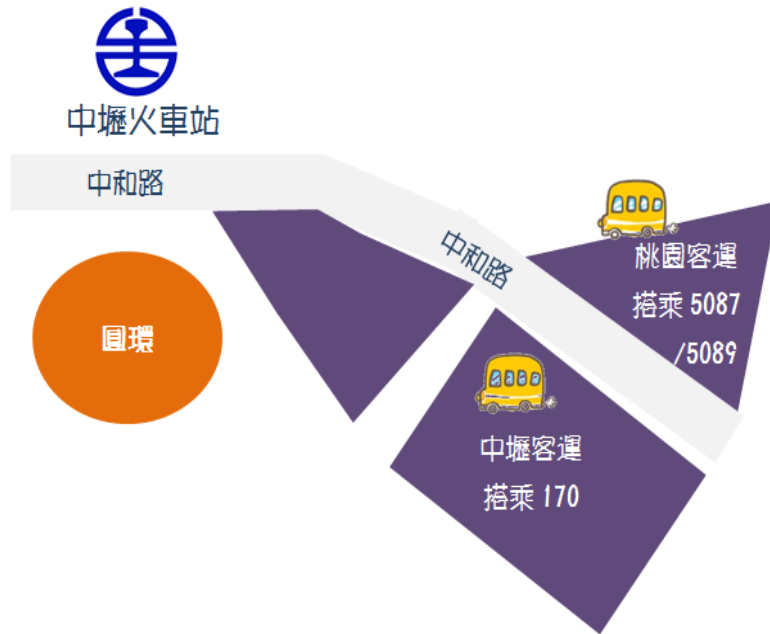 中壢火車站
中和路
中和路
圓環
桃園客運
搭乘 5087
/5089
中壢客運
搭乘 170